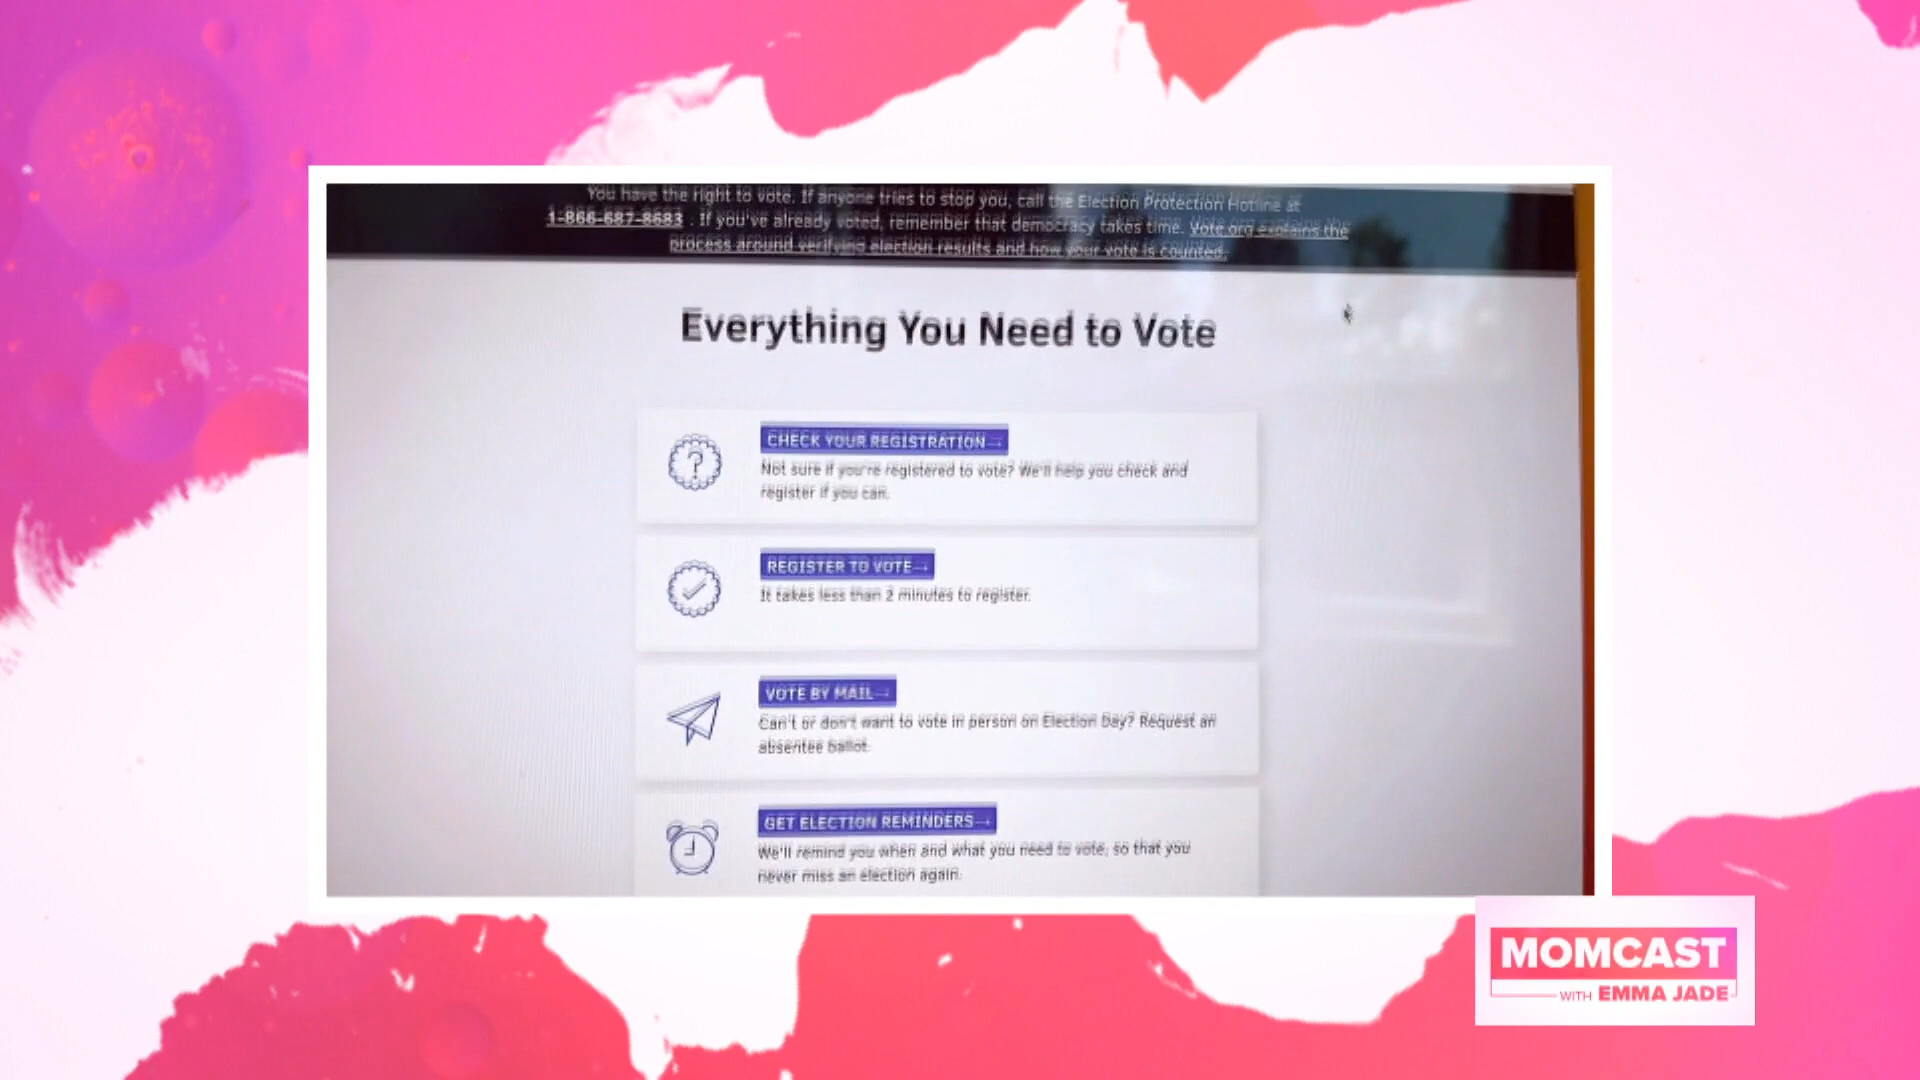 You have the right to vote. If anyone tries to stop you, call the Election Protection Hotline at
1-866-687-8683 . If you've already voted, remember that democracy takes time. Vote.org explains the
process around verifying election results and how your vote is counted.
Everything You Need to Vote
CHECK YOUR REGISTRATION→
Not sure if you're registered to vote? We'll help you check and
register if you can.
REGISTER TO VOTE→
It takes less than 2 minutes to register.
VOTE BY MAIL→
Can't or don't want to vote in person on Election Day? Request an
absentee ballot.
GET ELECTION REMINDERS→
We'll remind you when and what you need to vote, so that you
never miss an election again.
MOMCAST
WITH EMMA JADE